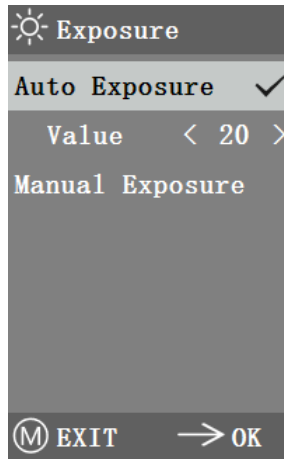 Exposure
Auto Exposure
Value < 20 >
Manual Exposure
M EXIT → OK